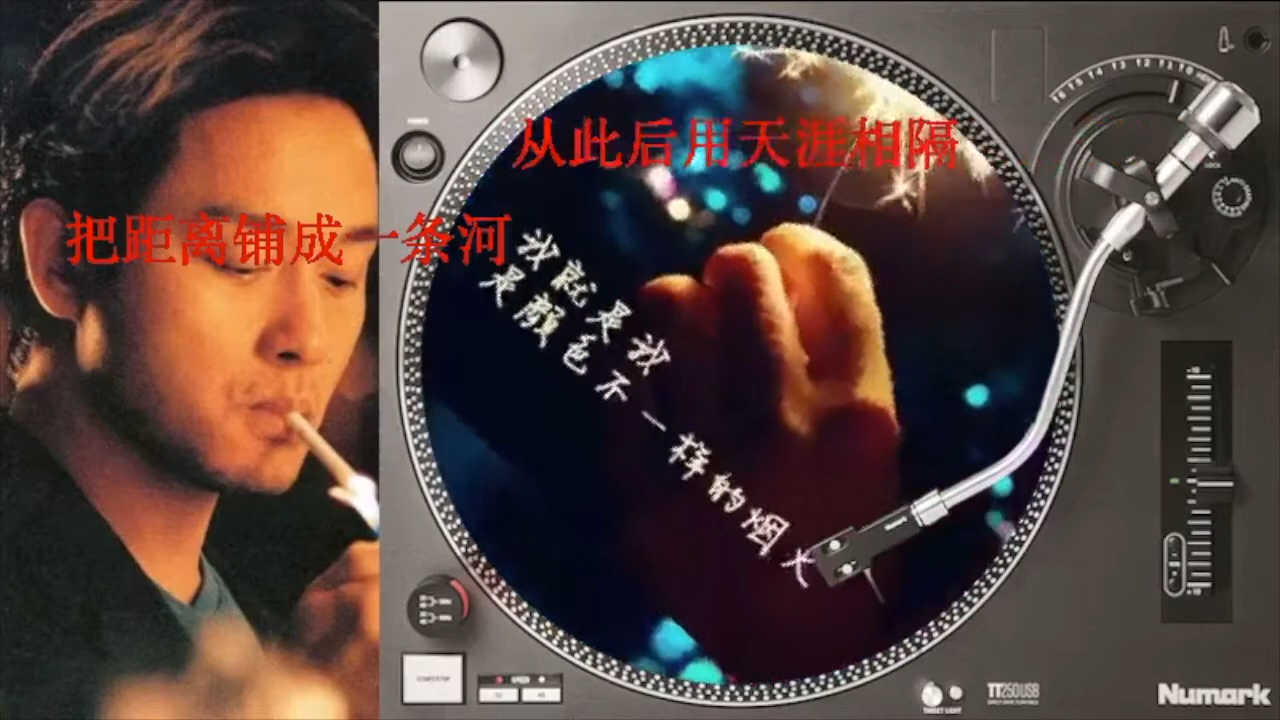 从此后用天涯相隔
把距离铺成一条河
我就是我
是颜色不一样的烟火
TT250USB
Numark